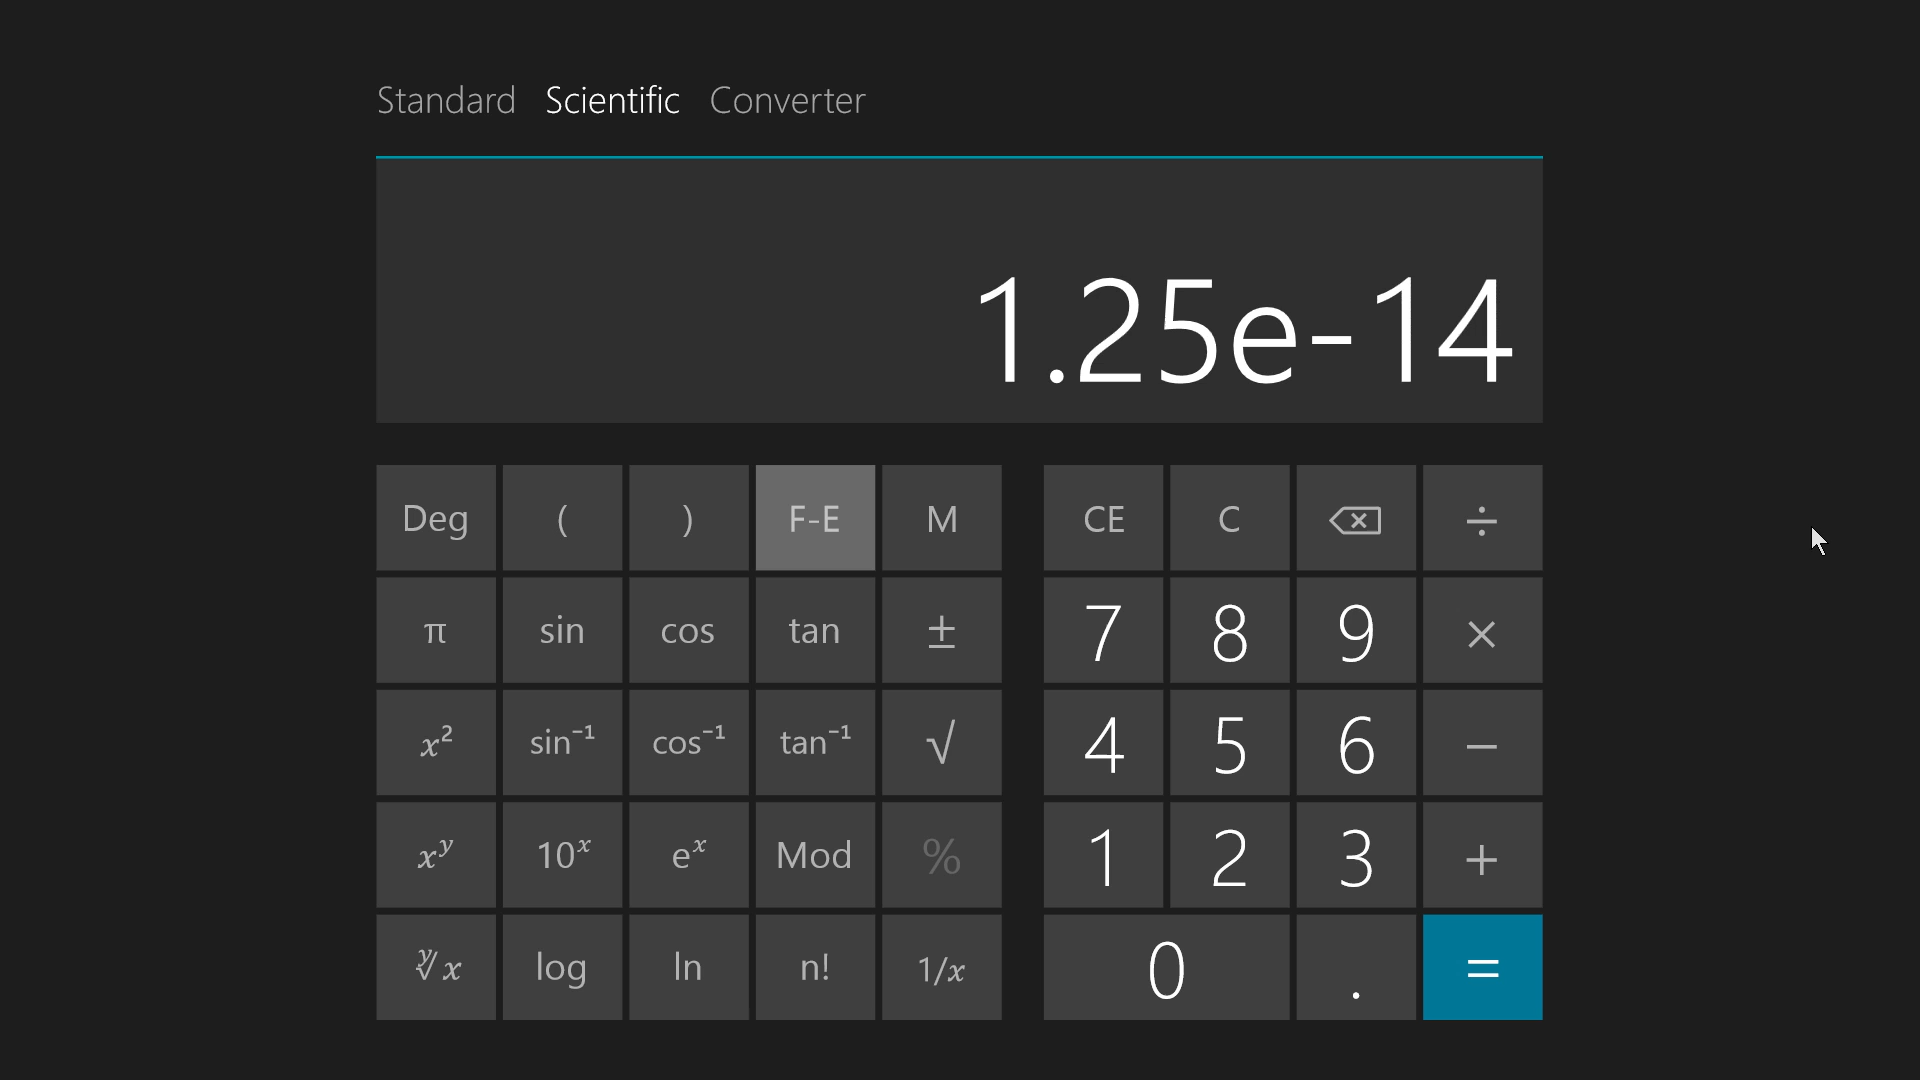 Standard Scientific Converter
1.25e-14
Deg ( ) F-E M CE C ÷
π sin cos tan ± 7 8 9 ×
x² sin⁻¹ cos⁻¹ tan⁻¹ √ 4 5 6 −
xʸ 10ˣ eˣ Mod % 1 2 3 +
ʸ√x log ln n! 1/x 0 . =